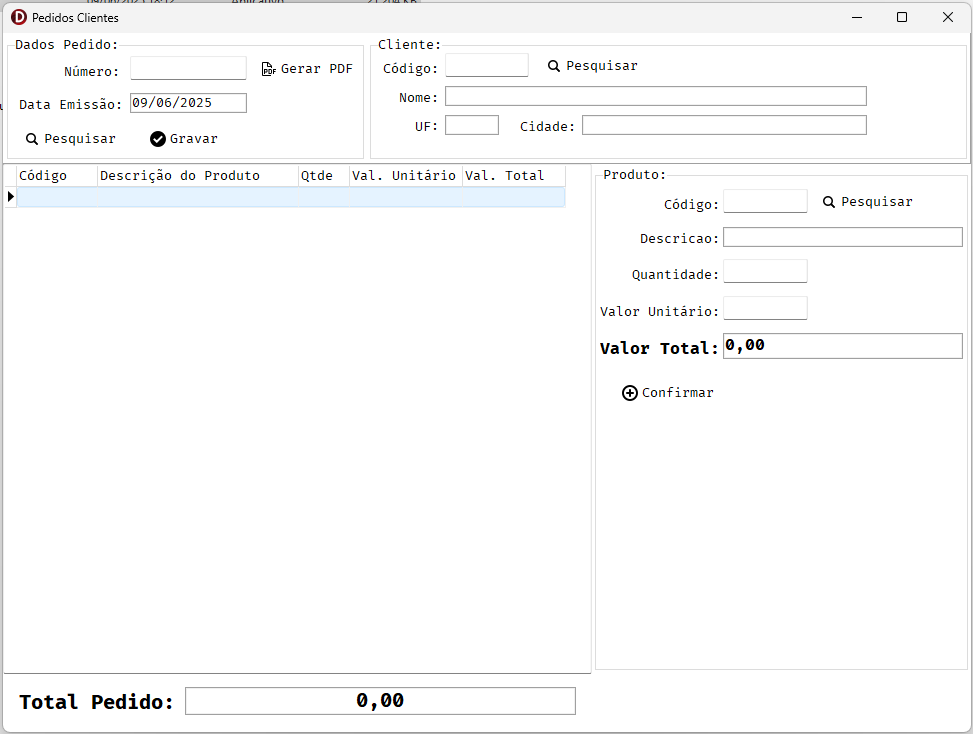 Pedidos Clientes
Dados Pedido:
Número:
Gerar PDF
Data Emissão: 09/06/2025
Pesquisar
Gravar
Cliente:
Código:
Pesquisar
Nome:
UF:
Cidade:
Código Descrição do Produto Qtde Val. Unitário Val. Total
Produto:
Código:
Pesquisar
Descricao:
Quantidade:
Valor Unitário:
Valor Total: 0,00
Confirmar
Total Pedido: 0,00